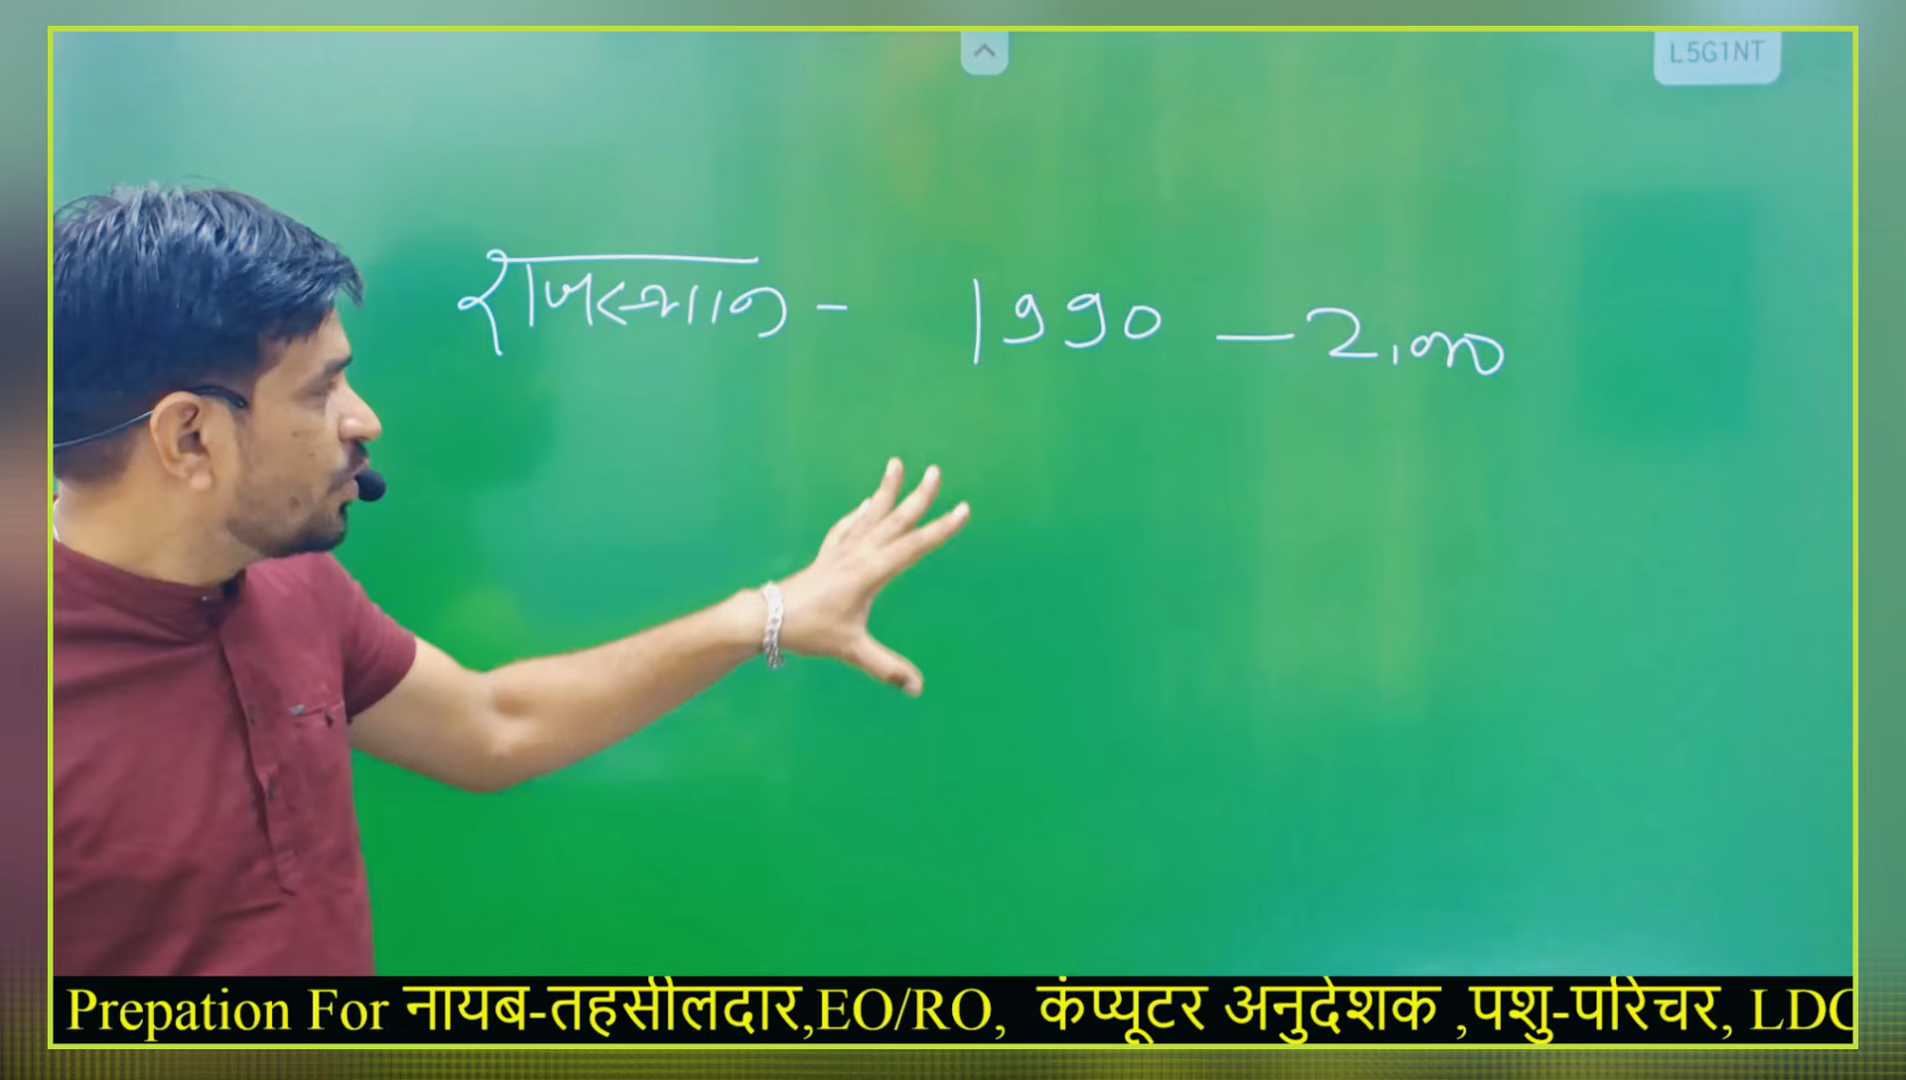 L5G1NT
राजस्थान - 1990 - 2,000
Prepation For नायब-तहसीलदार,EO/RO, कंप्यूटर अनुदेशक ,पशु-परिचर, LDC